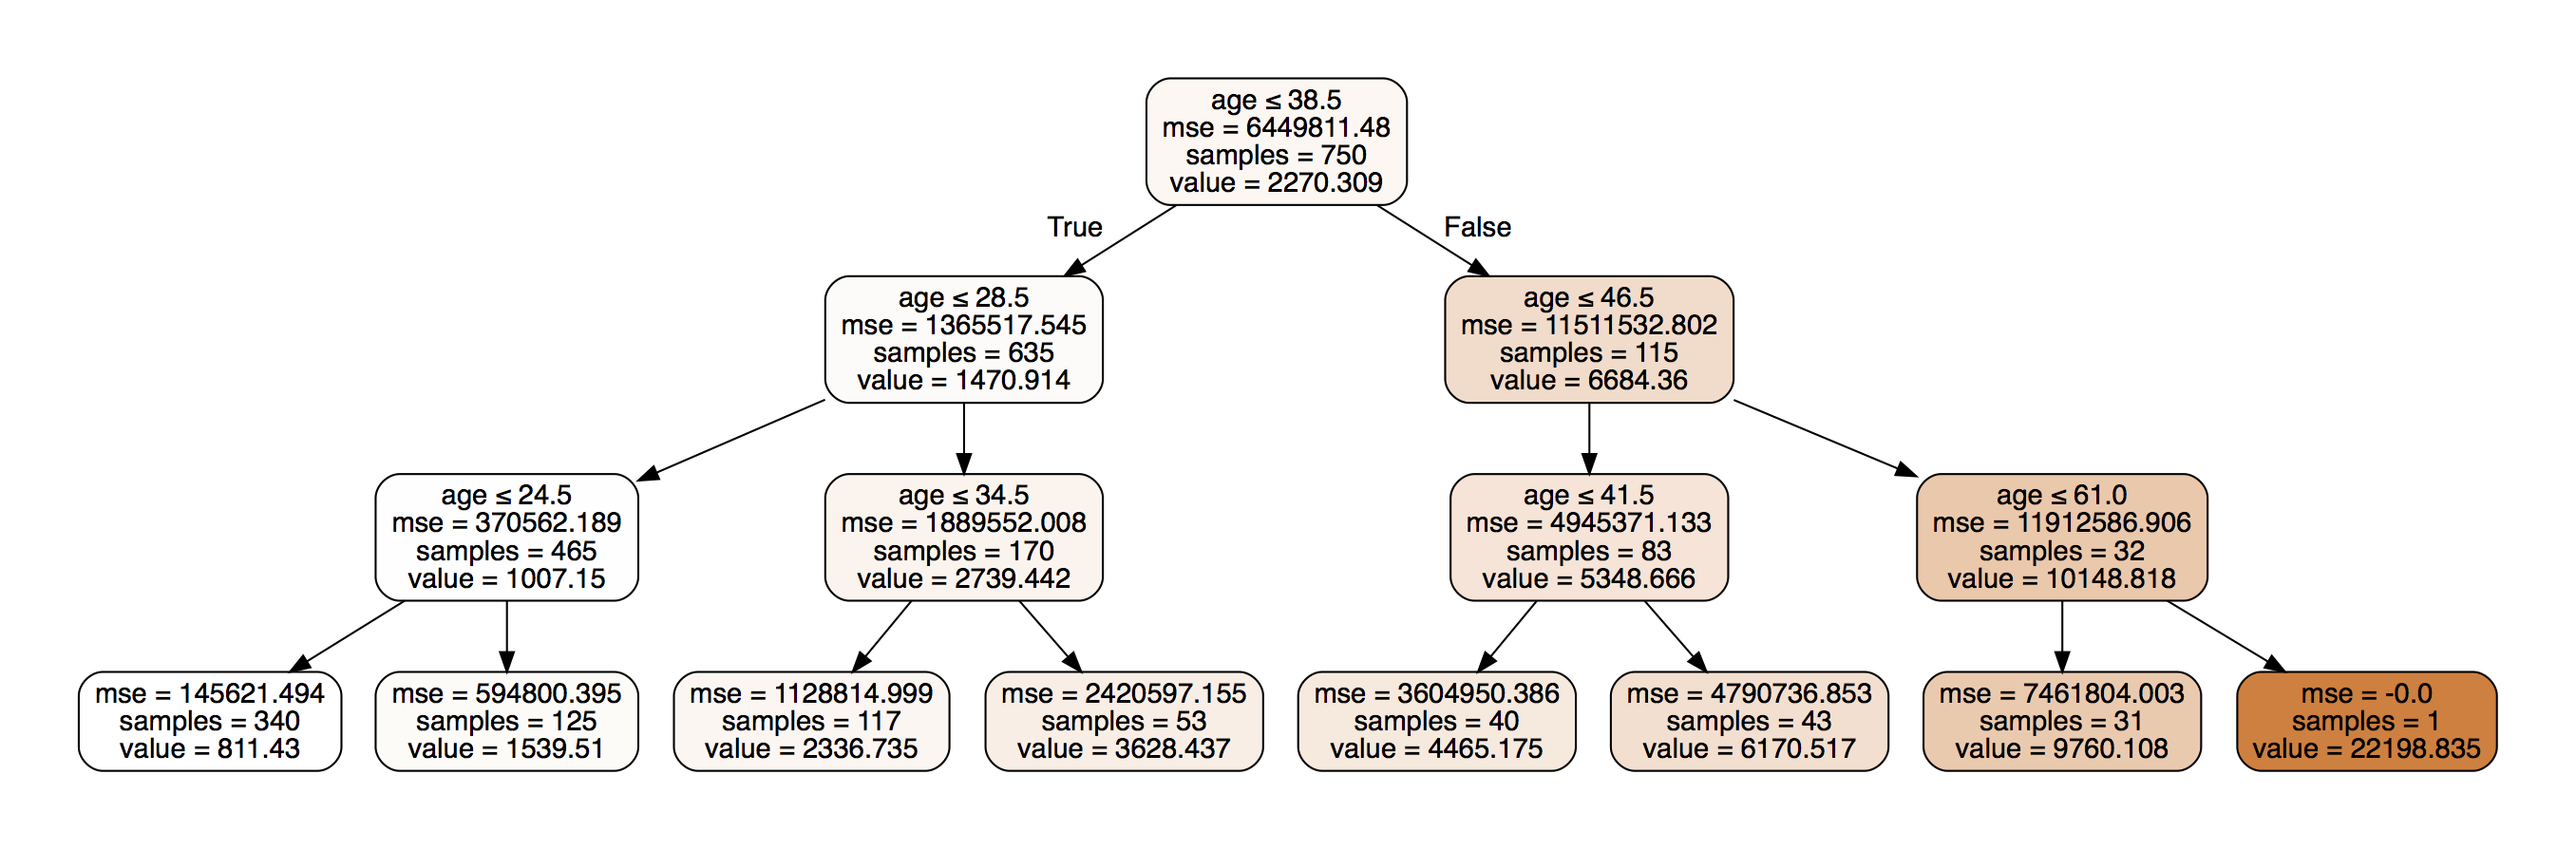 age ≤ 38.5
mse = 6449811.48
samples = 750
value = 2270.309
True
False
age ≤ 28.5
mse = 1365517.545
samples = 635
value = 1470.914
age ≤ 46.5
mse = 11511532.802
samples = 115
value = 6684.36
age ≤ 24.5
mse = 370562.189
samples = 465
value = 1007.15
age ≤ 34.5
mse = 1889552.008
samples = 170
value = 2739.442
age ≤ 41.5
mse = 4945371.133
samples = 83
value = 5348.666
age ≤ 61.0
mse = 11912586.906
samples = 32
value = 10148.818
mse = 145621.494
samples = 340
value = 811.43
mse = 594800.395
samples = 125
value = 1539.51
mse = 1128814.999
samples = 117
value = 2336.735
mse = 2420597.155
samples = 53
value = 3628.437
mse = 3604950.386
samples = 40
value = 4465.175
mse = 4790736.853
samples = 43
value = 6170.517
mse = 7461804.003
samples = 31
value = 9760.108
mse = -0.0
samples = 1
value = 22198.835